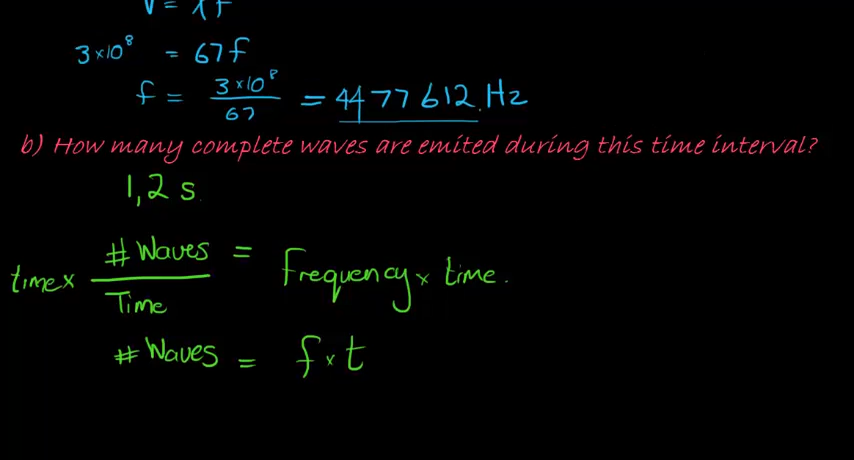 V = λf
3×10⁸ = 67f
f = 3×10⁸ / 67 = 4477612 Hz
b) How many complete waves are emited during this time interval?
1,2 s
time × # Waves / Time = Frequency × time.
# Waves = f × t